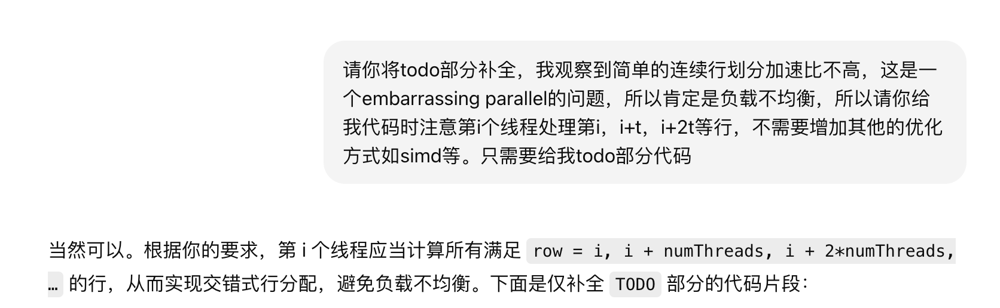 请你将todo部分补全，我观察到简单的连续行划分加速比不高，这是一
个embarrassing parallel的问题，所以肯定是负载不均衡，所以请你给
我代码时注意第i个线程处理第i，i+t，i+2t等行，不需要增加其他的优化
方式如simd等。只需要给我todo部分代码
当然可以。根据你的要求，第 i 个线程应当计算所有满足 row = i, i + numThreads, i + 2*numThreads,
… 的行，从而实现交错式行分配，避免负载不均衡。下面是仅补全 TODO 部分的代码片段：